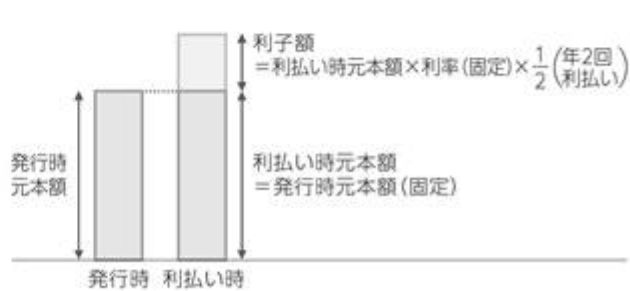 利子額
＝利払い時元本額×利率（固定）×1/2（年2回利払い）
発行時
元本額
利払い時元本額
＝発行時元本額（固定）
発行時 利払い時